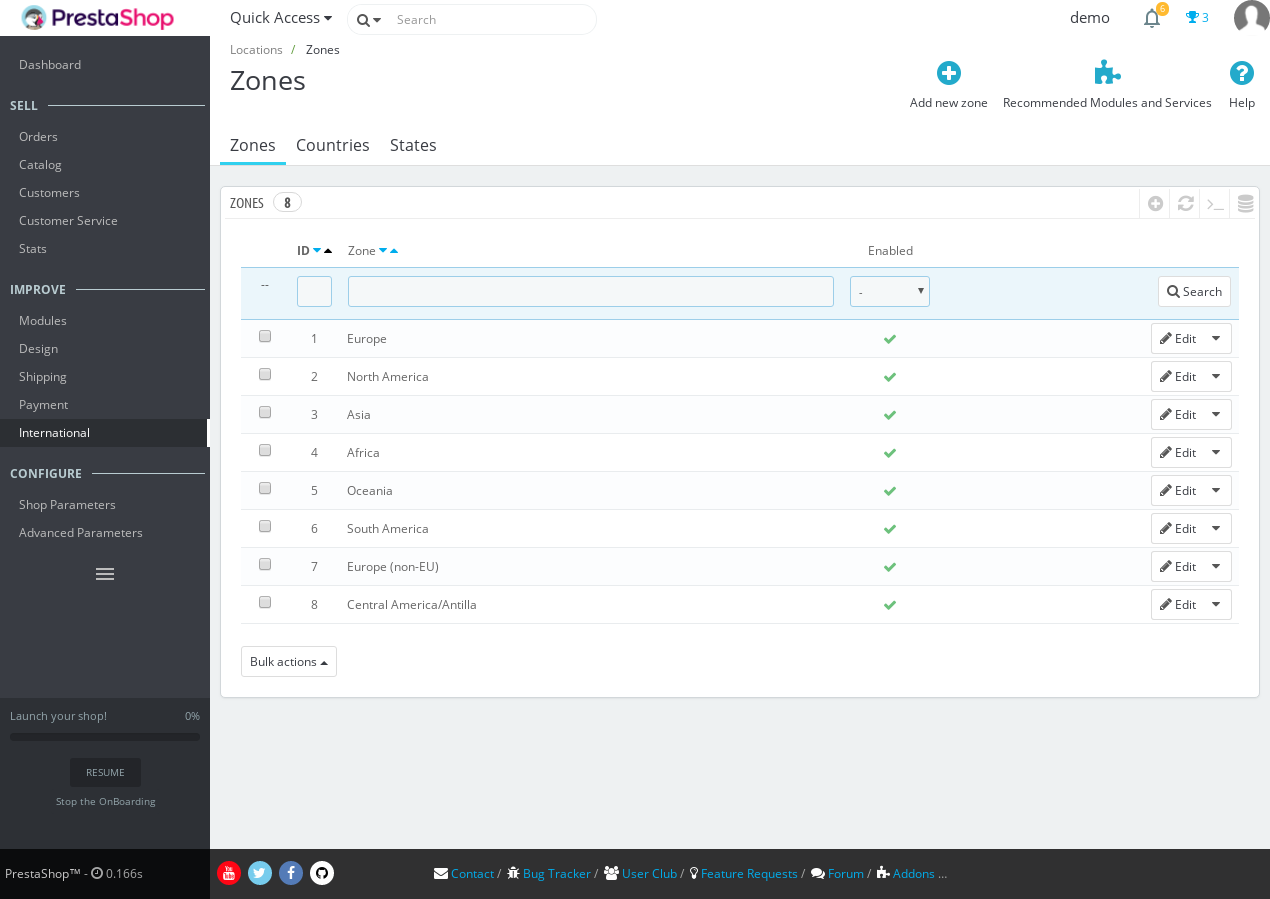 PrestaShop
Quick Access
Search
demo
6
3
Dashboard
SELL
Orders
Catalog
Customers
Customer Service
Stats
IMPROVE
Modules
Design
Shipping
Payment
International
CONFIGURE
Shop Parameters
Advanced Parameters
Launch your shop! 0%
RESUME
Stop the OnBoarding
PrestaShop™ - 0.166s
Locations / Zones
Zones
Add new zone
Recommended Modules and Services
Help
Zones Countries States
ZONES 8
ID Zone Enabled
-- - Search
1 Europe Edit
2 North America Edit
3 Asia Edit
4 Africa Edit
5 Oceania Edit
6 South America Edit
7 Europe (non-EU) Edit
8 Central America/Antilla Edit
Bulk actions
Contact / Bug Tracker / User Club / Feature Requests / Forum / Addons ...